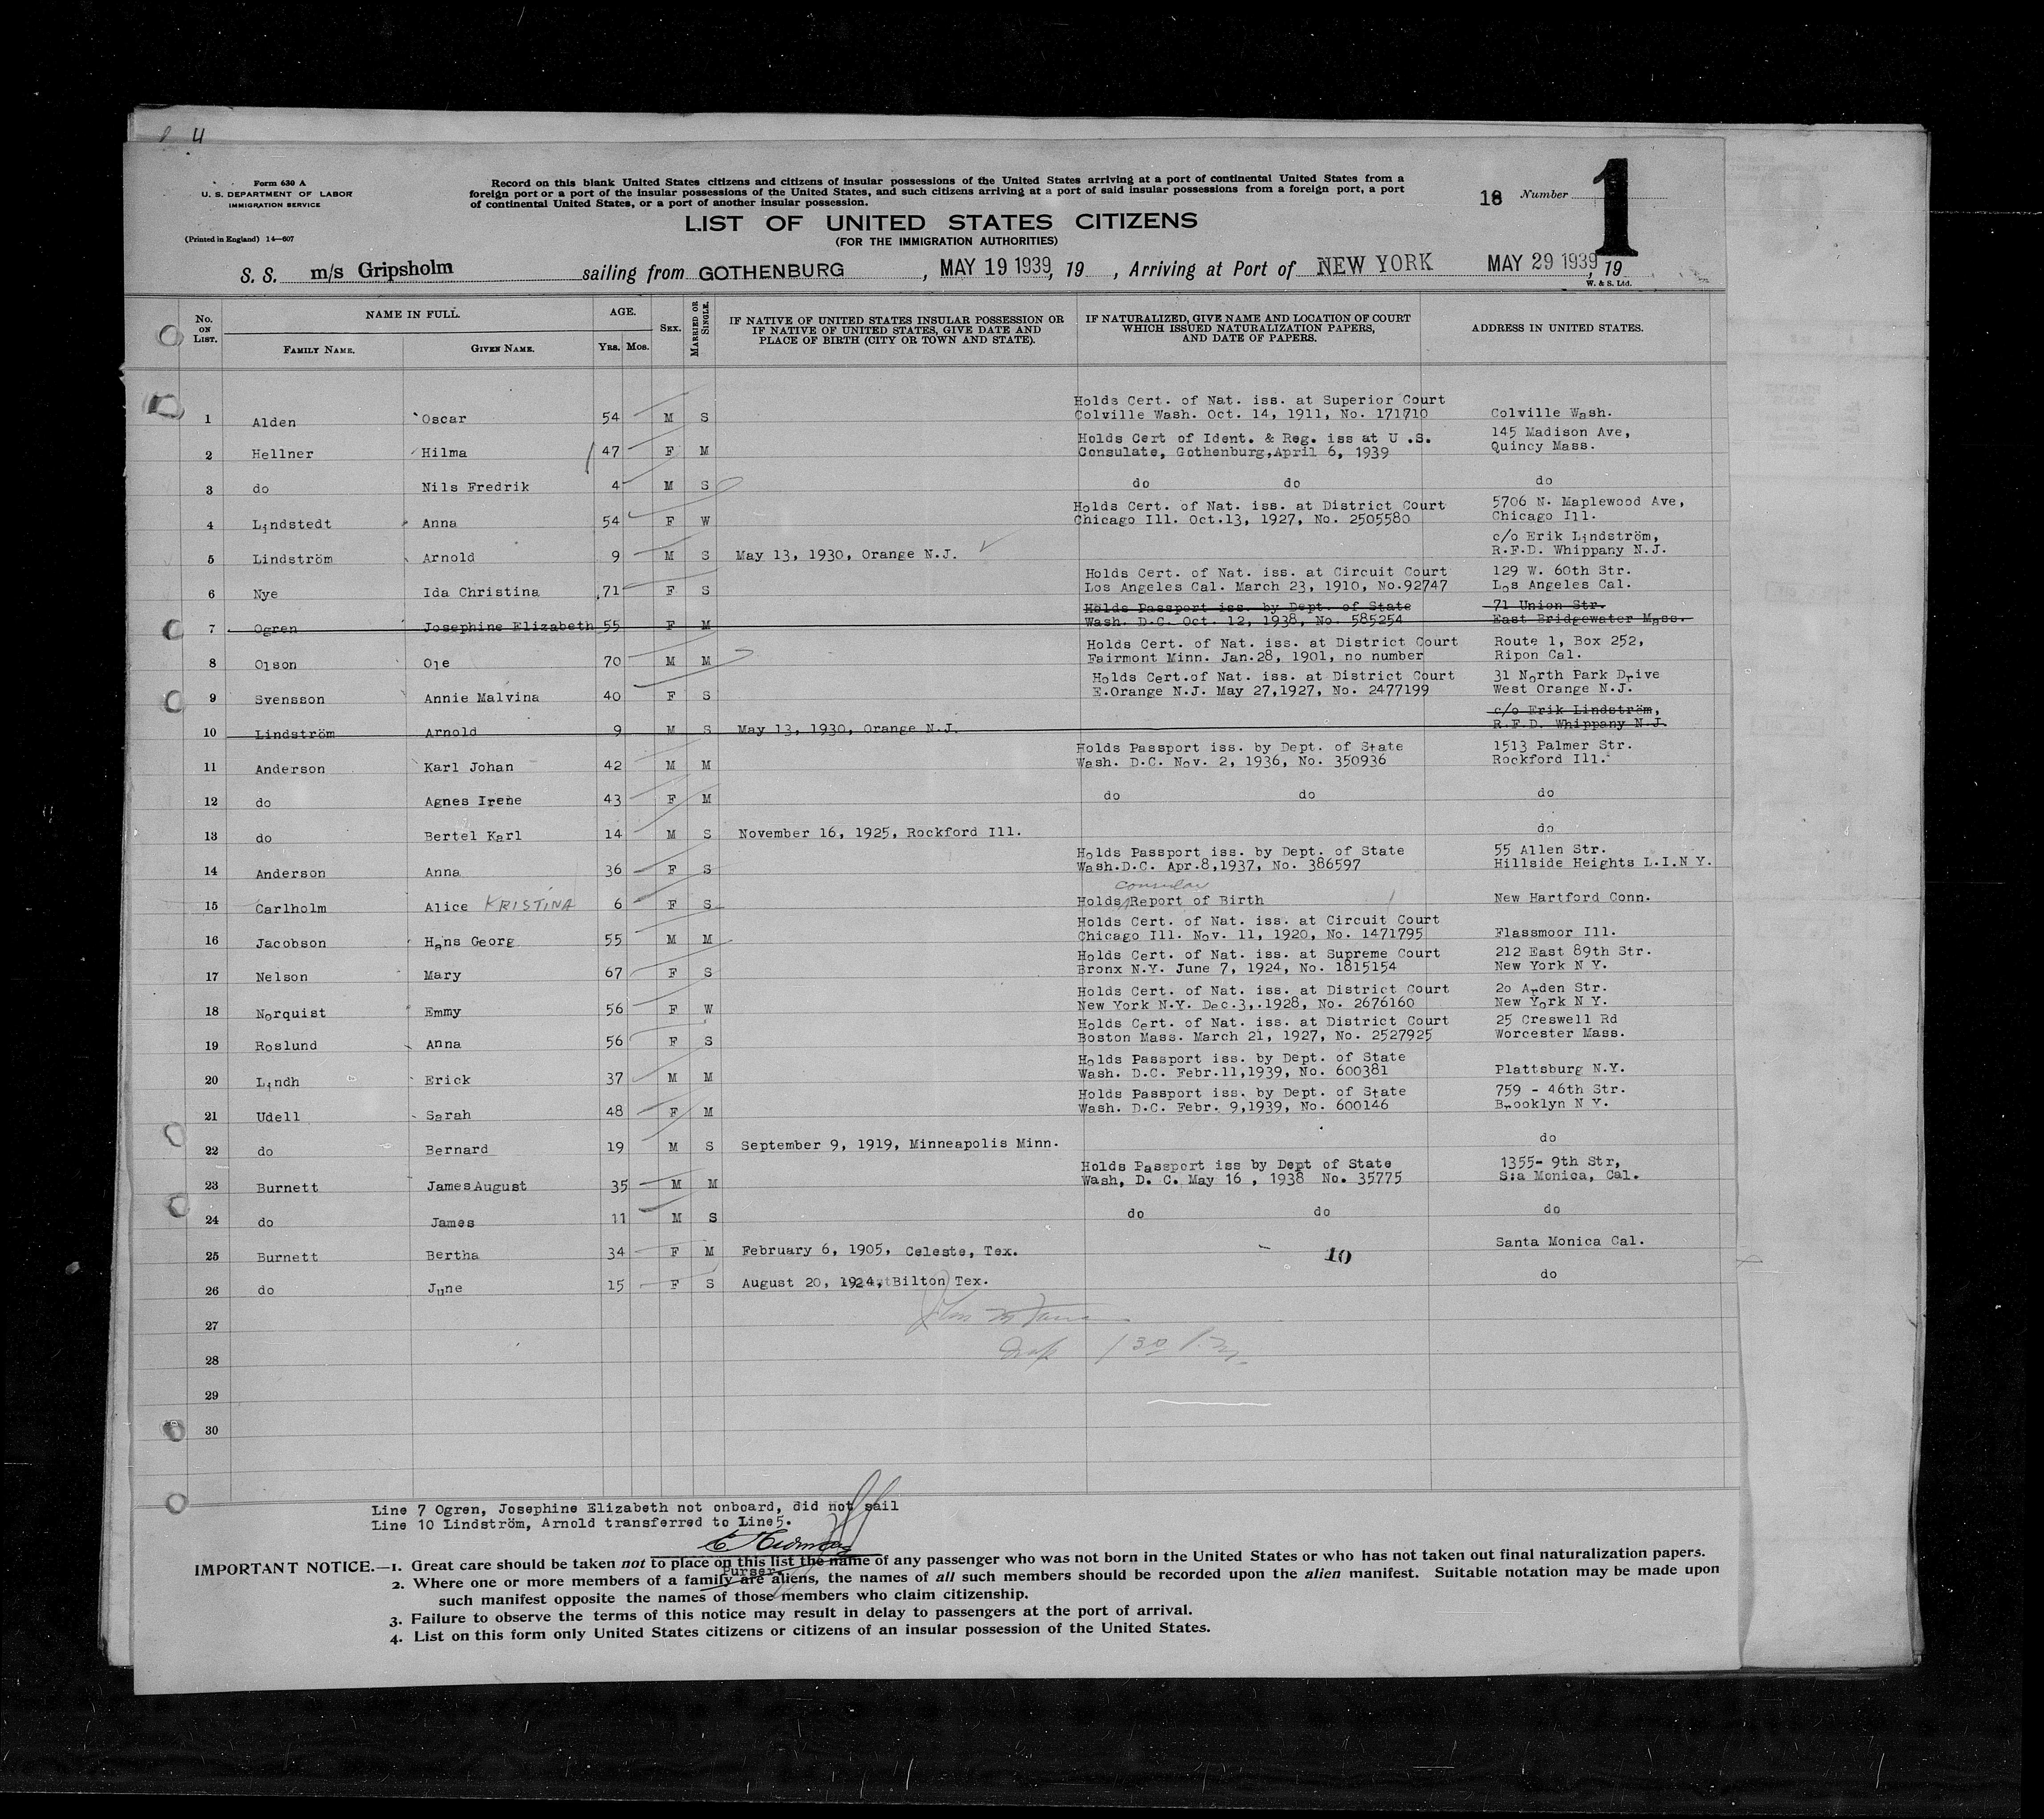 4
Form 630 A
U. S. DEPARTMENT OF LABOR
IMMIGRATION SERVICE
(Printed in England) 14—607
Record on this blank United States citizens and citizens of insular possessions of the United States arriving at a port of continental United States from a
foreign port or a port of the insular possessions of the United States, and such citizens arriving at a port of said insular possessions from a foreign port, a port
of continental United States, or a port of another insular possession.
LIST OF UNITED STATES CITIZENS
(FOR THE IMMIGRATION AUTHORITIES)
18 Number 1
S. S. m/s Gripsholm sailing from GOTHENBURG, MAY 19 1939, 19 , Arriving at Port of NEW YORK MAY 29 1939, 19
W. & S. Ltd.
No. ON LIST.
NAME IN FULL.
FAMILY NAME. GIVEN NAME.
AGE.
YRS. MOS.
SEX.
MARRIED OR SINGLE.
IF NATIVE OF UNITED STATES INSULAR POSSESSION OR
IF NATIVE OF UNITED STATES, GIVE DATE AND
PLACE OF BIRTH (CITY OR TOWN AND STATE).
IF NATURALIZED, GIVE NAME AND LOCATION OF COURT
WHICH ISSUED NATURALIZATION PAPERS,
AND DATE OF PAPERS.
ADDRESS IN UNITED STATES.
Holds Cert. of Nat. iss. at Superior Court
1 Alden Oscar 54 M S Colville Wash. Oct. 14, 1911, No. 171710 Colville Wash.
Holds Cert of Ident. & Reg. iss at U .S. 145 Madison Ave,
2 Hellner Hilma 47 F M Consulate, Gothenburg,April 6, 1939 Quincy Mass.
3 do Nils Fredrik 4 M S do do do
Holds Cert. of Nat. iss. at District Court 5706 N. Maplewood Ave,
4 Lindstedt Anna 54 F W Chicago Ill. Oct.13, 1927, No. 2505580 Chicago Ill.
c/o Erik Lindström,
5 Lindström Arnold 9 M S May 13, 1930, Orange N.J. R.F.D. Whippany N.J.
Holds Cert. of Nat. iss. at Circuit Court 129 W. 60th Str.
6 Nye Ida Christina 71 F S Los Angeles Cal. March 23, 1910, No.92747 Los Angeles Cal.
Holds Passport iss. by Dept. of State 71 Union Str.
7 Ogren Josephine Elizabeth 55 F M Wash. D.C. Oct. 12, 1938, No. 585254 East Bridgewater Mass.
Holds Cert. of Nat. iss. at District Court Route 1, Box 252,
8 Olson Ole 70 M M Fairmont Minn. Jan.28, 1901, no number Ripon Cal.
Holds Cert.of Nat. iss. at District Court 31 North Park Drive
9 Svensson Annie Malvina 40 F S E.Orange N.J. May 27,1927, No. 2477199 West Orange N.J.
c/o Erik Lindström,
10 Lindström Arnold 9 M S May 13, 1930, Orange N.J. R.F.D. Whippany N.J.
Holds Passport iss. by Dept. of State 1513 Palmer Str.
11 Anderson Karl Johan 42 M M Wash. D.C. Nov. 2, 1936, No. 350936 Rockford Ill.
12 do Agnes Irene 43 F M do do do
13 do Bertel Karl 14 M S November 16, 1925, Rockford Ill. do
Holds Passport iss. by Dept. of State 55 Allen Str.
14 Anderson Anna 36 F S Wash.D.C. Apr.8,1937, No. 386597 Hillside Heights L.I.N Y.
consular
15 Carlholm Alice KRISTINA 6 F S Holds Report of Birth New Hartford Conn.
Holds Cert. of Nat. iss. at Circuit Court
16 Jacobson Hans Georg 55 M M Chicago Ill. Nov. 11, 1920, No. 1471795 Flassmoor Ill.
Holds Cert. of Nat. iss. at Supreme Court 212 East 89th Str.
17 Nelson Mary 67 F S Bronx N.Y. June 7, 1924, No. 1815154 New York N Y.
Holds Cert. of Nat. iss. at District Court 20 Arden Str.
18 Norquist Emmy 56 F W New York N.Y. Dec.3,.1928, No. 2676160 New York N Y.
Holds Cert. of Nat. iss. at District Court 25 Creswell Rd
19 Roslund Anna 56 F S Boston Mass. March 21, 1927, No. 2527925 Worcester Mass.
Holds Passport iss. by Dept. of State
20 Lindh Erick 37 M M Wash. D.C. Febr.11,1939, No. 600381 Plattsburg N.Y.
Holds Passport iss. by Dept. of State 759 - 46th Str.
21 Udell Sarah 48 F M Wash. D.C. Febr. 9,1939, No. 600146 Brooklyn N Y.
22 do Bernard 19 M S September 9, 1919, Minneapolis Minn. do
Holds Passport iss by Dept of State 1355- 9th Str,
23 Burnett James August 35 M M Wash, D. C. May 16 , 1938 No. 35775 S:a Monica, Cal.
24 do James 11 M S do do do
25 Burnett Bertha 34 F M February 6, 1905, Celeste, Tex. 10 Santa Monica Cal.
26 do June 15 F S August 20, 1924, Bilton Tex. do
27
28 130 P.M.
29
30
Line 7 Ogren, Josephine Elizabeth not onboard, did not sail
Line 10 Lindström, Arnold transferred to Line5.
Purser
IMPORTANT NOTICE.—1. Great care should be taken not to place on this list the name of any passenger who was not born in the United States or who has not taken out final naturalization papers.
2. Where one or more members of a family are aliens, the names of all such members should be recorded upon the alien manifest. Suitable notation may be made upon
such manifest opposite the names of those members who claim citizenship.
3. Failure to observe the terms of this notice may result in delay to passengers at the port of arrival.
4. List on this form only United States citizens or citizens of an insular possession of the United States.